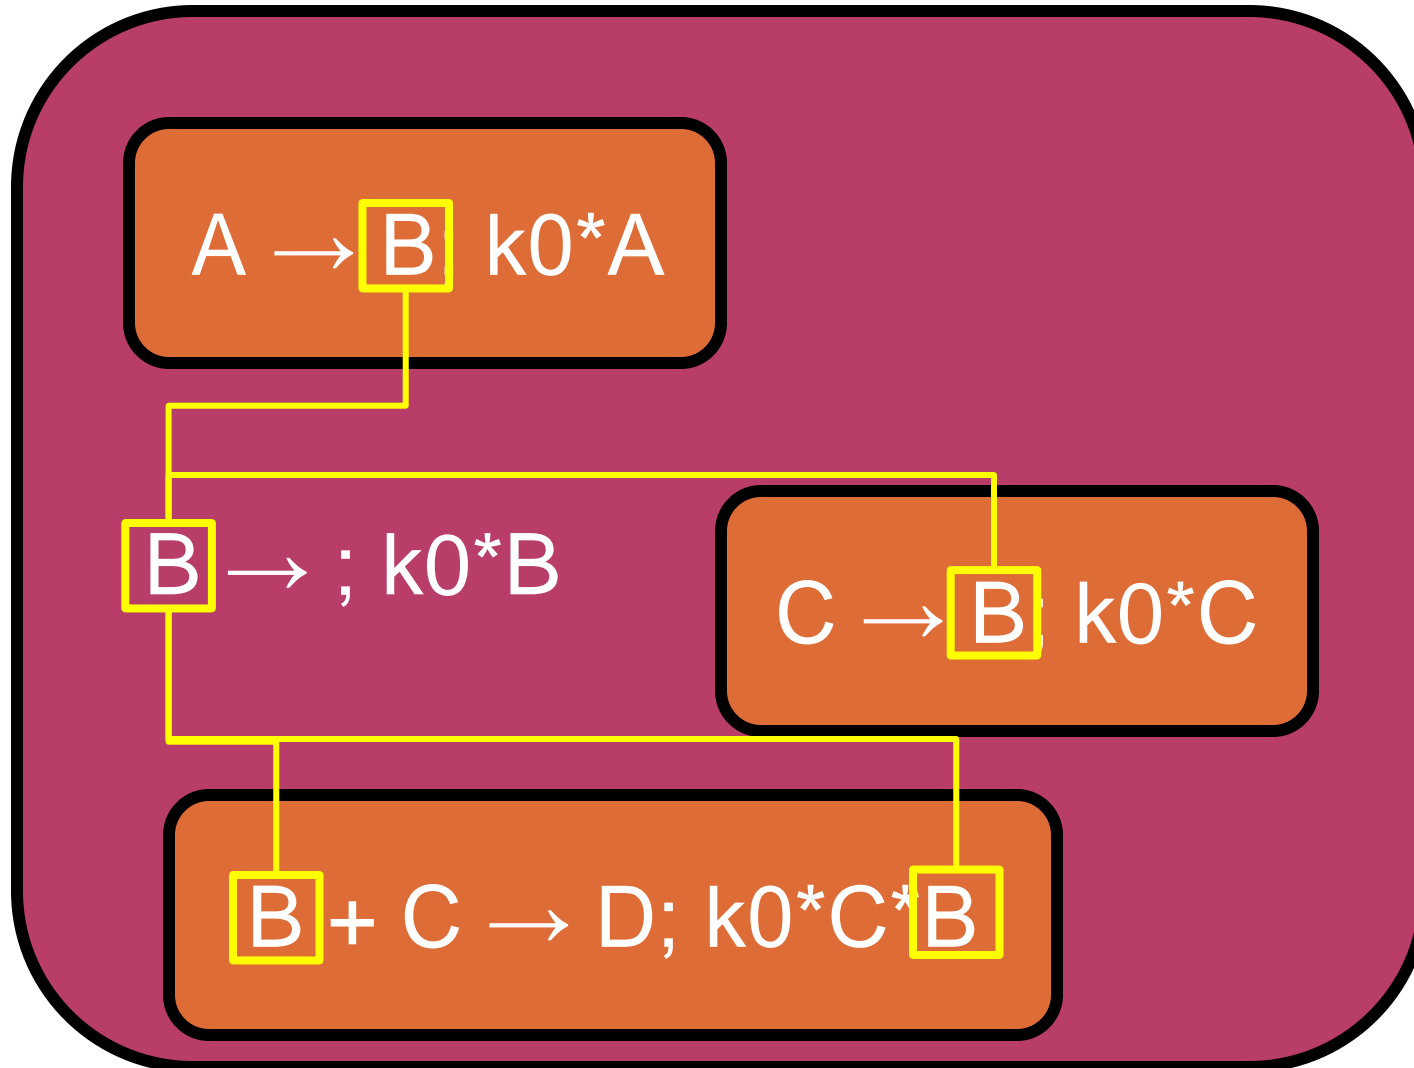 A → B; k0*A
B → ; k0*B
C → B; k0*C
B + C → D; k0*C*B